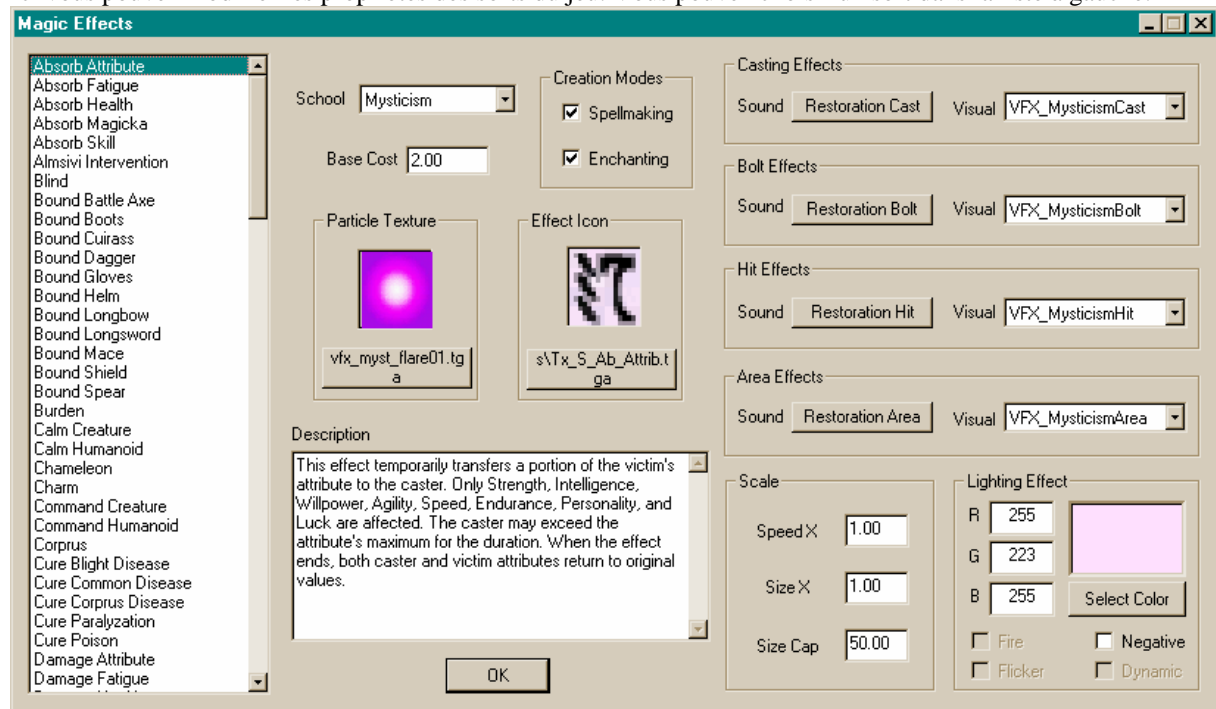 Magic Effects
Absorb Attribute
Absorb Fatigue
Absorb Health
Absorb Magicka
Absorb Skill
Almsivi Intervention
Blind
Bound Battle Axe
Bound Boots
Bound Cuirass
Bound Dagger
Bound Gloves
Bound Helm
Bound Longbow
Bound Longsword
Bound Mace
Bound Shield
Bound Spear
Burden
Calm Creature
Calm Humanoid
Chameleon
Charm
Command Creature
Command Humanoid
Corprus
Cure Blight Disease
Cure Common Disease
Cure Corprus Disease
Cure Paralyzation
Cure Poison
Damage Attribute
Damage Fatigue
School Mysticism
Base Cost 2.00
Creation Modes
Spellmaking
Enchanting
Particle Texture
vfx_myst_flare01.tg
a
Effect Icon
s\Tx_S_Ab_Attrib.t
ga
Description
This effect temporarily transfers a portion of the victim's
attribute to the caster. Only Strength, Intelligence,
Willpower, Agility, Speed, Endurance, Personality, and
Luck are affected. The caster may exceed the
attribute's maximum for the duration. When the effect
ends, both caster and victim attributes return to original
values.
OK
Casting Effects
Sound Restoration Cast Visual VFX_MysticismCast
Bolt Effects
Sound Restoration Bolt Visual VFX_MysticismBolt
Hit Effects
Sound Restoration Hit Visual VFX_MysticismHit
Area Effects
Sound Restoration Area Visual VFX_MysticismArea
Scale
Speed X 1.00
Size X 1.00
Size Cap 50.00
Lighting Effect
R 255
G 223
B 255
Select Color
Fire Negative
Flicker Dynamic